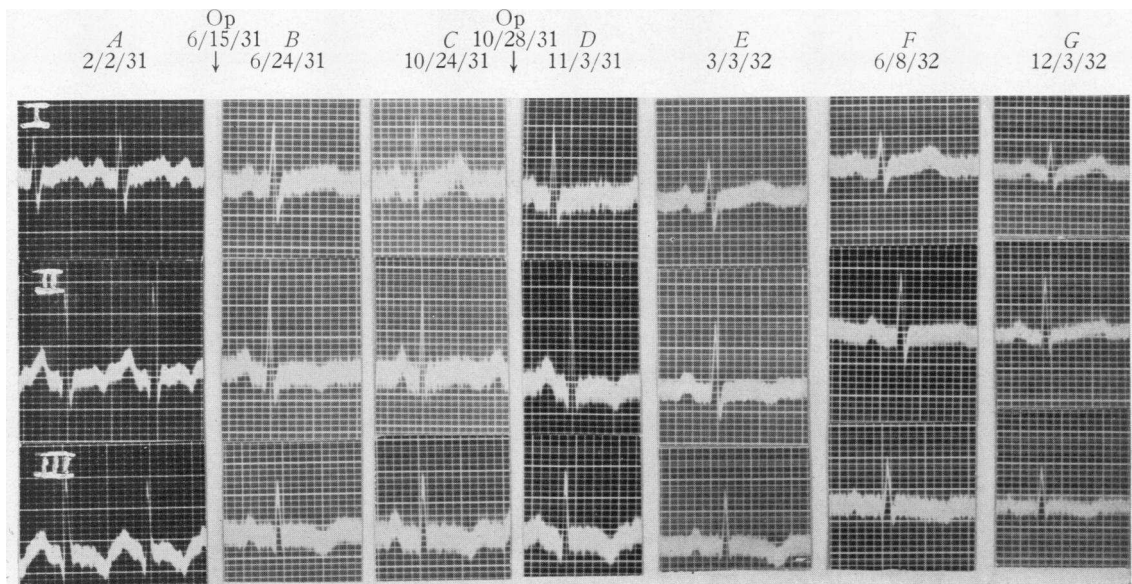 Op Op
A 6/15/31 B C 10/28/31 D E F G
2/2/31 ↓ 6/24/31 10/24/31 ↓ 11/3/31 3/3/32 6/8/32 12/3/32
I
II
III